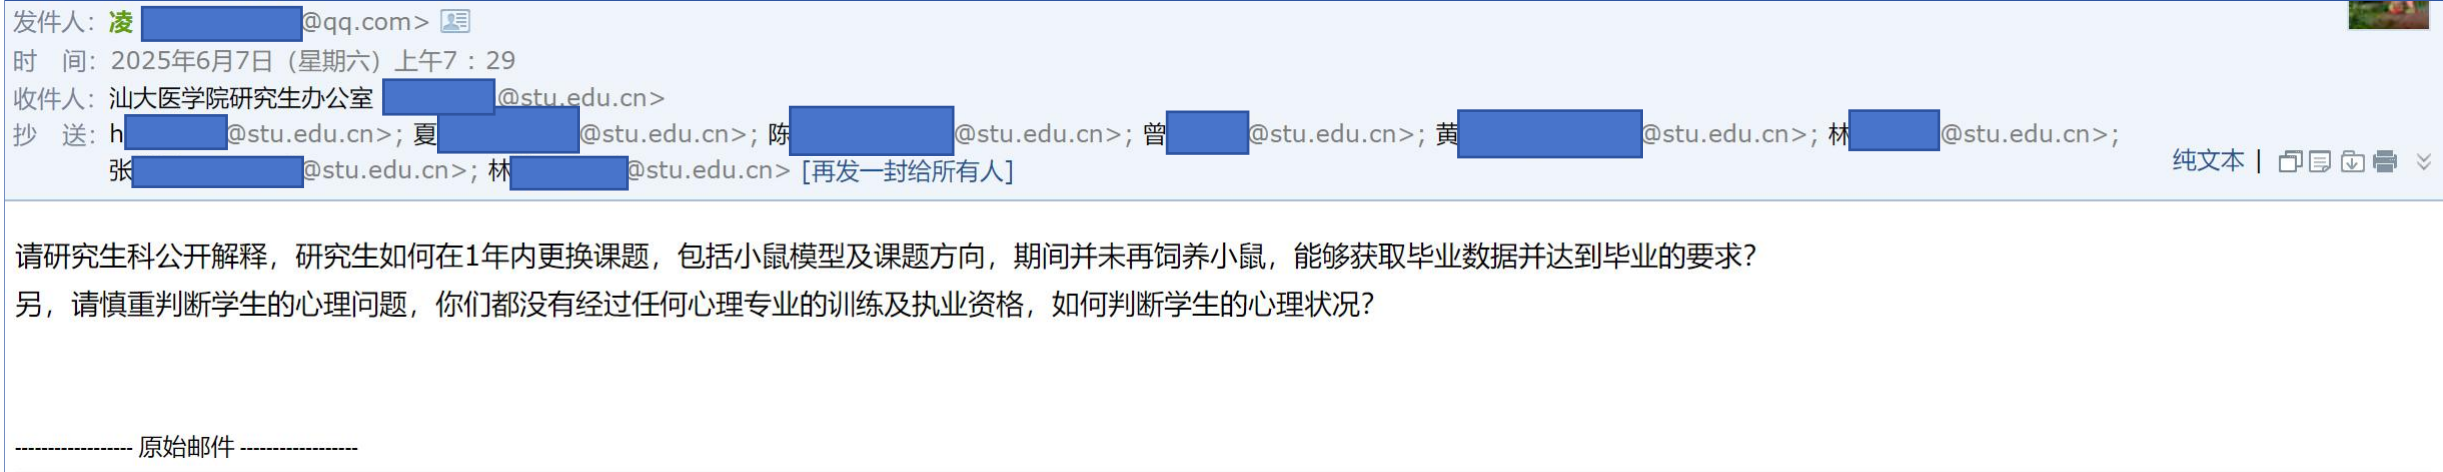 发件人：凌 @qq.com>
时 间：2025年6月7日（星期六）上午7：29
收件人：汕大医学院研究生办公室 @stu.edu.cn>
抄 送：h @stu.edu.cn>; 夏 @stu.edu.cn>; 陈 @stu.edu.cn>; 曾 @stu.edu.cn>; 黄 @stu.edu.cn>; 林 @stu.edu.cn>;
张 @stu.edu.cn>; 林 @stu.edu.cn> [再发一封给所有人]
纯文本 |
请研究生科公开解释，研究生如何在1年内更换课题，包括小鼠模型及课题方向，期间并未再饲养小鼠，能够获取毕业数据并达到毕业的要求？
另，请慎重判断学生的心理问题，你们都没有经过任何心理专业的训练及执业资格，如何判断学生的心理状况？
------------------ 原始邮件 ------------------